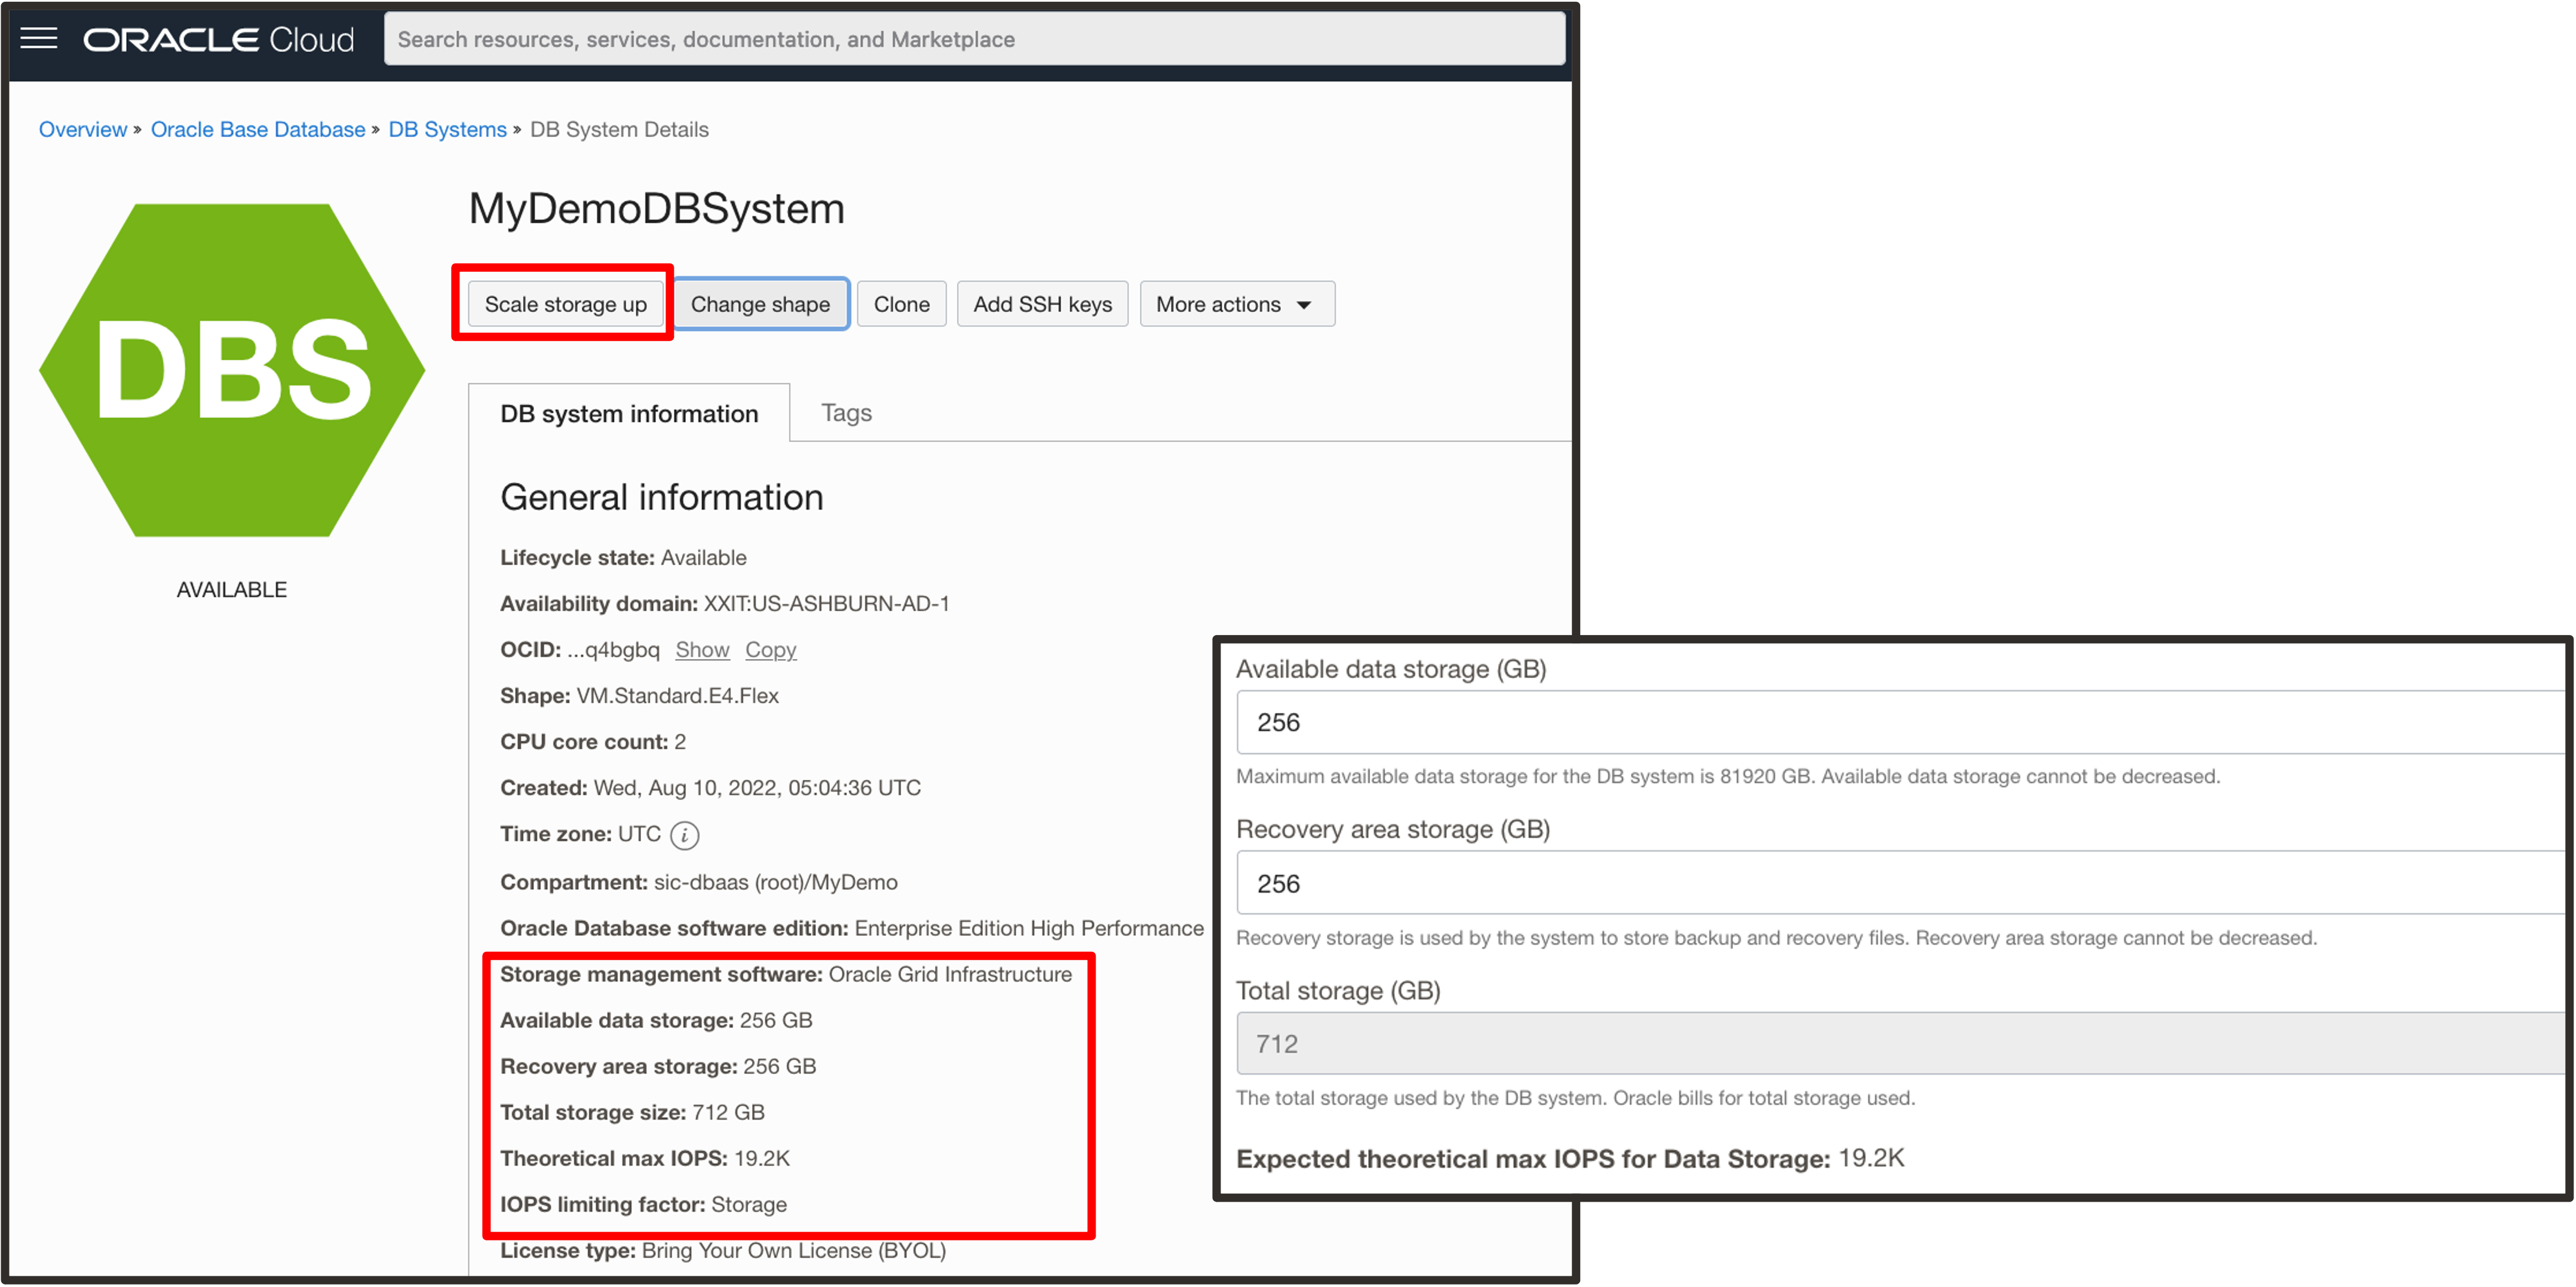 ORACLE Cloud
Search resources, services, documentation, and Marketplace
Overview » Oracle Base Database » DB Systems » DB System Details
DBS
AVAILABLE
MyDemoDBSystem
Scale storage up
Change shape
Clone
Add SSH keys
More actions
DB system information
Tags
General information
Lifecycle state: Available
Availability domain: XXIT:US-ASHBURN-AD-1
OCID: ...q4bgbq Show Copy
Shape: VM.Standard.E4.Flex
CPU core count: 2
Created: Wed, Aug 10, 2022, 05:04:36 UTC
Time zone: UTC i
Compartment: sic-dbaas (root)/MyDemo
Oracle Database software edition: Enterprise Edition High Performance
Storage management software: Oracle Grid Infrastructure
Available data storage: 256 GB
Recovery area storage: 256 GB
Total storage size: 712 GB
Theoretical max IOPS: 19.2K
IOPS limiting factor: Storage
License type: Bring Your Own License (BYOL)
Available data storage (GB)
256
Maximum available data storage for the DB system is 81920 GB. Available data storage cannot be decreased.
Recovery area storage (GB)
256
Recovery storage is used by the system to store backup and recovery files. Recovery area storage cannot be decreased.
Total storage (GB)
712
The total storage used by the DB system. Oracle bills for total storage used.
Expected theoretical max IOPS for Data Storage: 19.2K